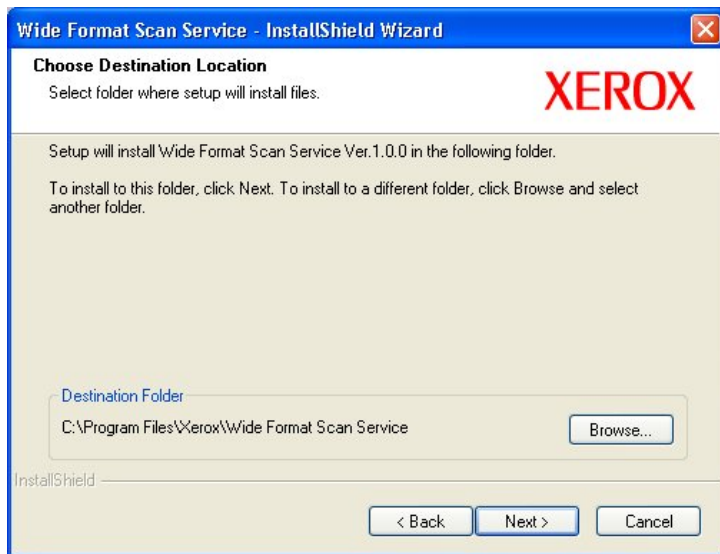 Wide Format Scan Service - InstallShield Wizard
Choose Destination Location
Select folder where setup will install files.
XEROX
Setup will install Wide Format Scan Service Ver.1.0.0 in the following folder.
To install to this folder, click Next. To install to a different folder, click Browse and select
another folder.
Destination Folder
C:\Program Files\Xerox\Wide Format Scan Service
Browse...
InstallShield
< Back
Next >
Cancel